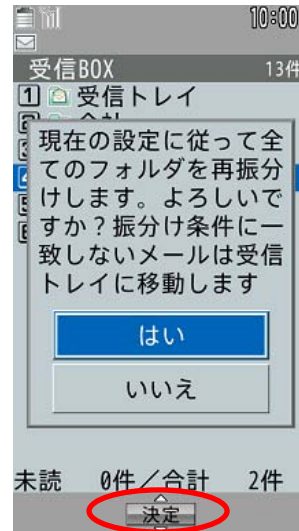 10:00
受信BOX 13件
1 受信トレイ
現在の設定に従って全
てのフォルダを再振分
けします。よろしいで
すか？振分け条件に一
致しないメールは受信
トレイに移動します
はい
いいえ
未読 0件／合計 2件
決定